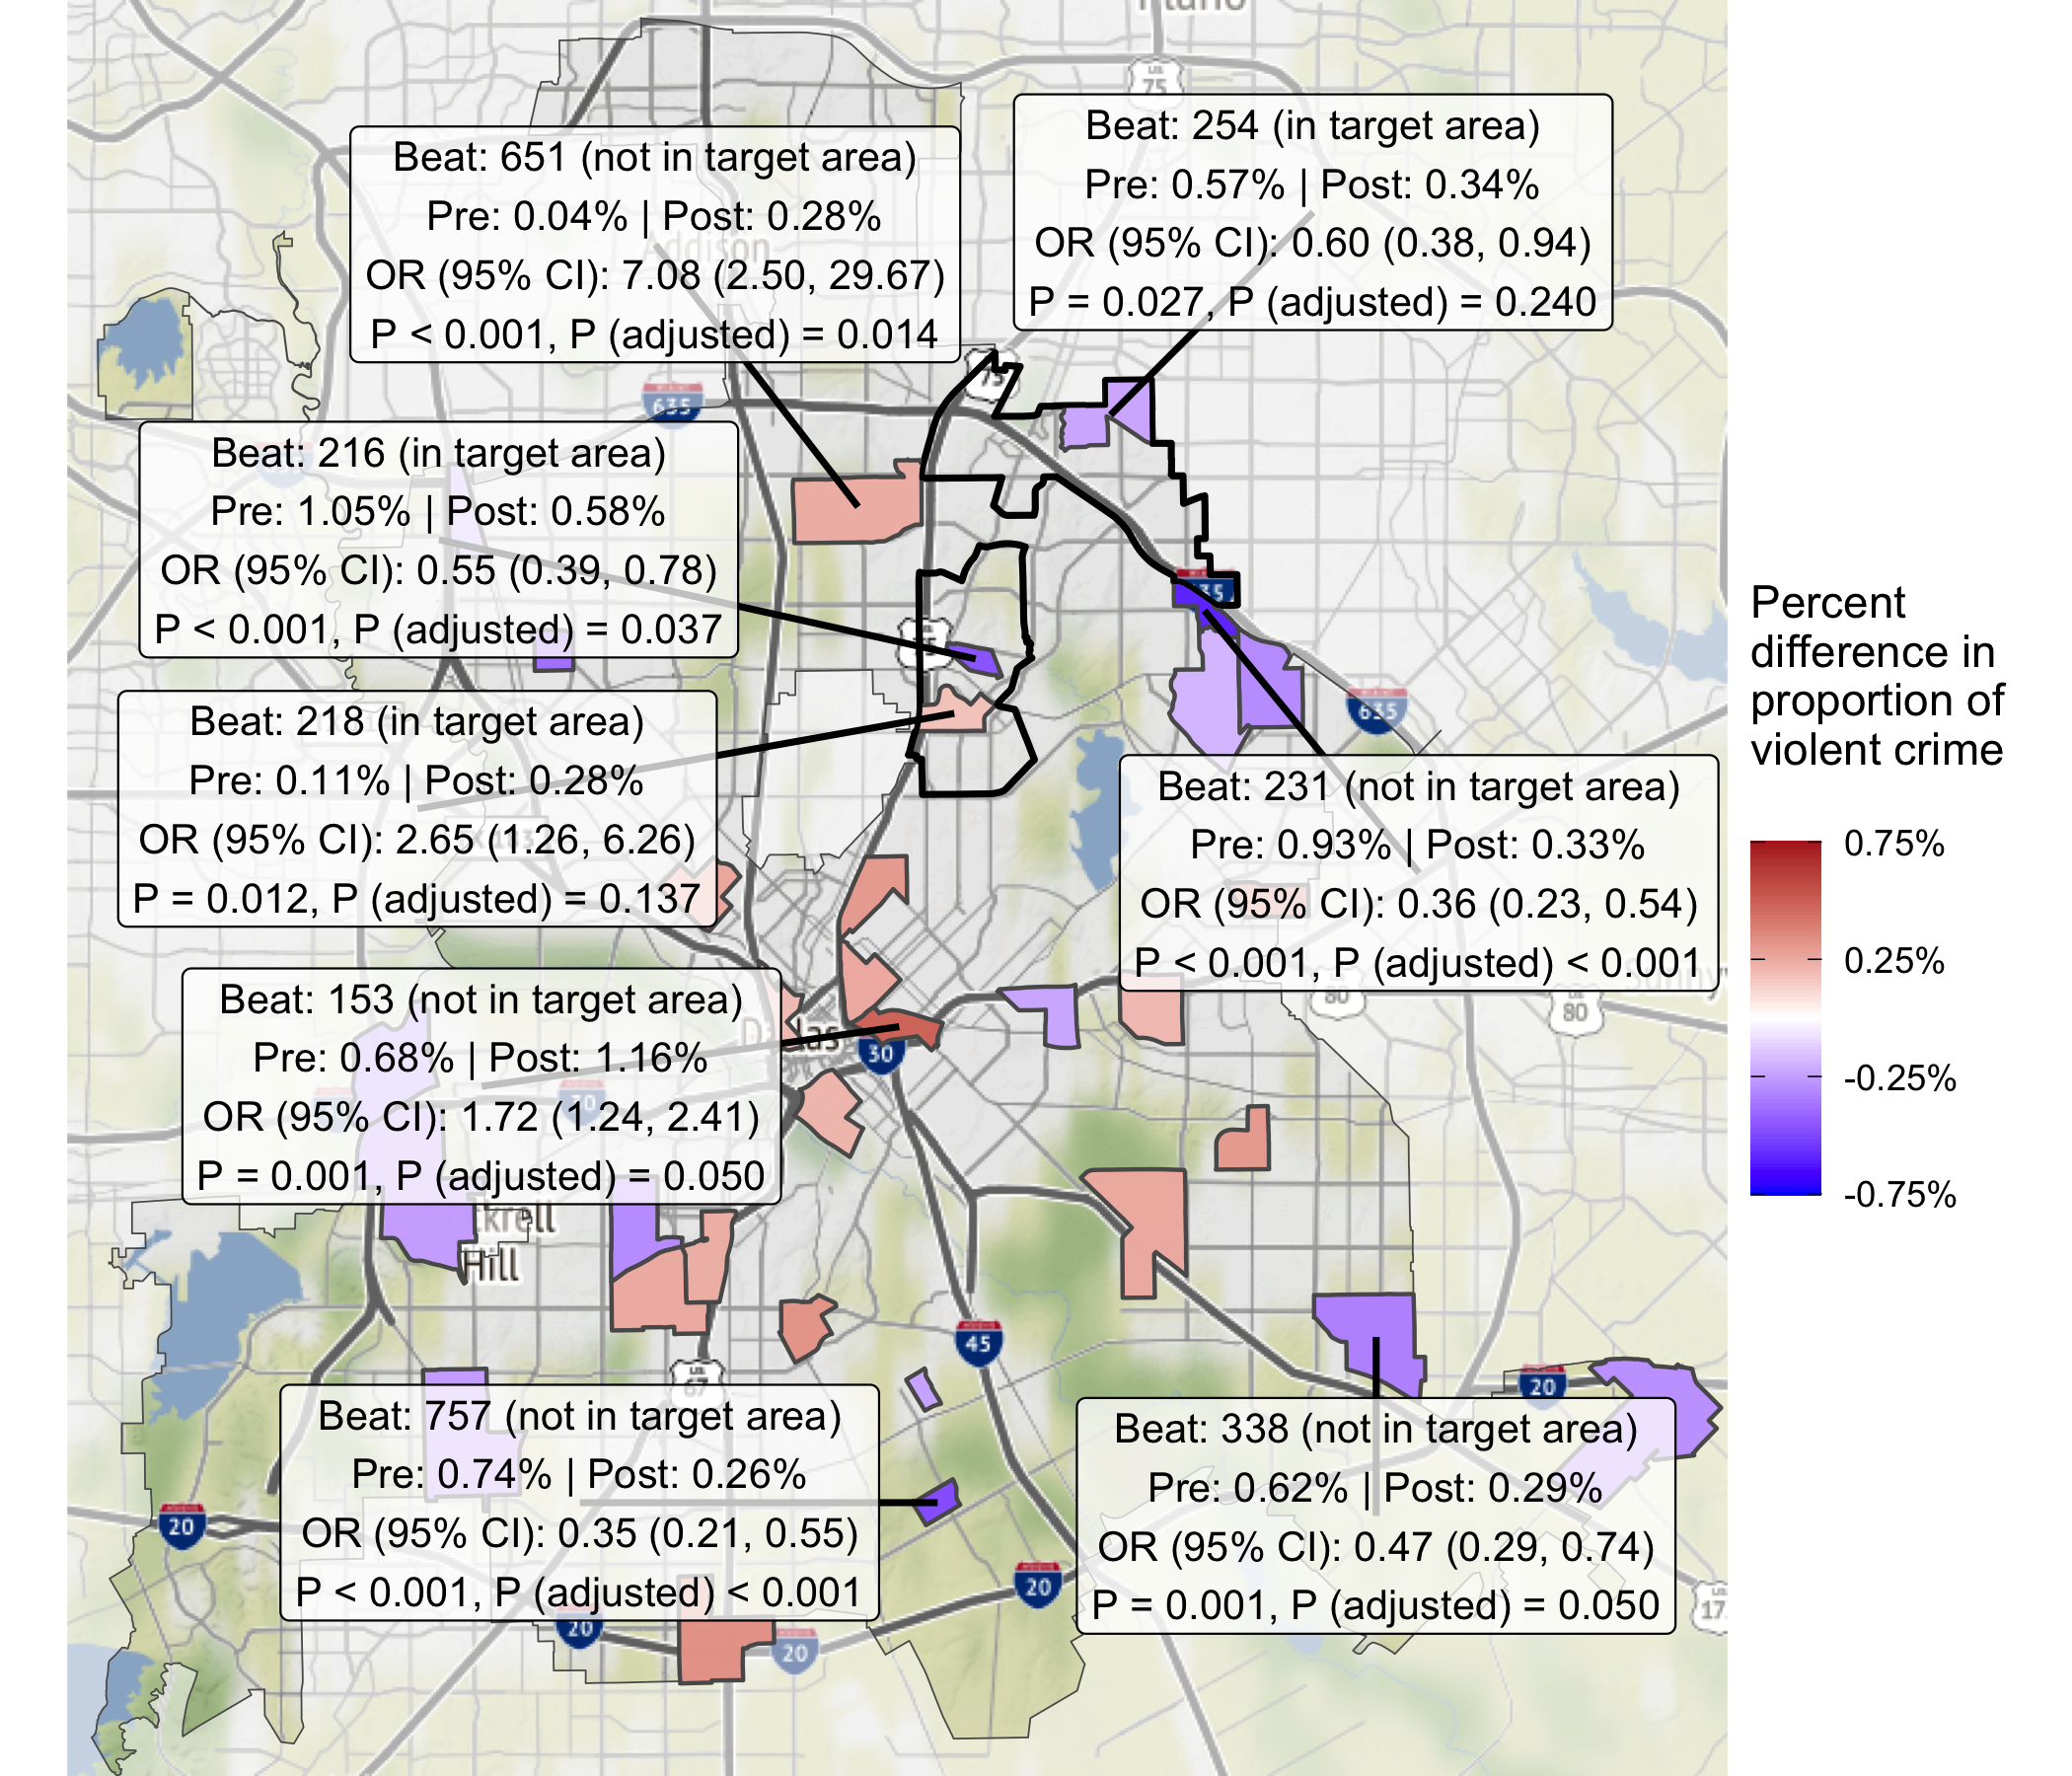 75
Beat: 254 (in target area)
Pre: 0.57% | Post: 0.34%
OR (95% CI): 0.60 (0.38, 0.94)
P = 0.027, P (adjusted) = 0.240
Beat: 651 (not in target area)
Pre: 0.04% | Post: 0.28%
Addison
OR (95% CI): 7.08 (2.50, 29.67)
P < 0.001, P (adjusted) = 0.014
75
635
Beat: 216 (in target area)
Pre: 1.05% | Post: 0.58%
OR (95% CI): 0.55 (0.39, 0.78)
P < 0.001, P (adjusted) = 0.037
Beat: 218 (in target area)
Pre: 0.11% | Post: 0.28%
OR (95% CI): 2.65 (1.26, 6.26)
P = 0.012, P (adjusted) = 0.137
635
Beat: 231 (not in target area)
Pre: 0.93% | Post: 0.33%
OR (95% CI): 0.36 (0.23, 0.54)
P < 0.001, P (adjusted) < 0.001
80
80
Beat: 153 (not in target area)
Pre: 0.68% | Post: 1.16%
OR (95% CI): 1.72 (1.24, 2.41)
P = 0.001, P (adjusted) = 0.050
Dallas
30
30
Hill
45
67
20
Beat: 757 (not in target area)
Pre: 0.74% | Post: 0.26%
OR (95% CI): 0.35 (0.21, 0.55)
P < 0.001, P (adjusted) < 0.001
Beat: 338 (not in target area)
Pre: 0.62% | Post: 0.29%
OR (95% CI): 0.47 (0.29, 0.74)
P = 0.001, P (adjusted) = 0.050
20
20
20
20
Percent
difference in
proportion of
violent crime
0.75%
0.25%
-0.25%
-0.75%